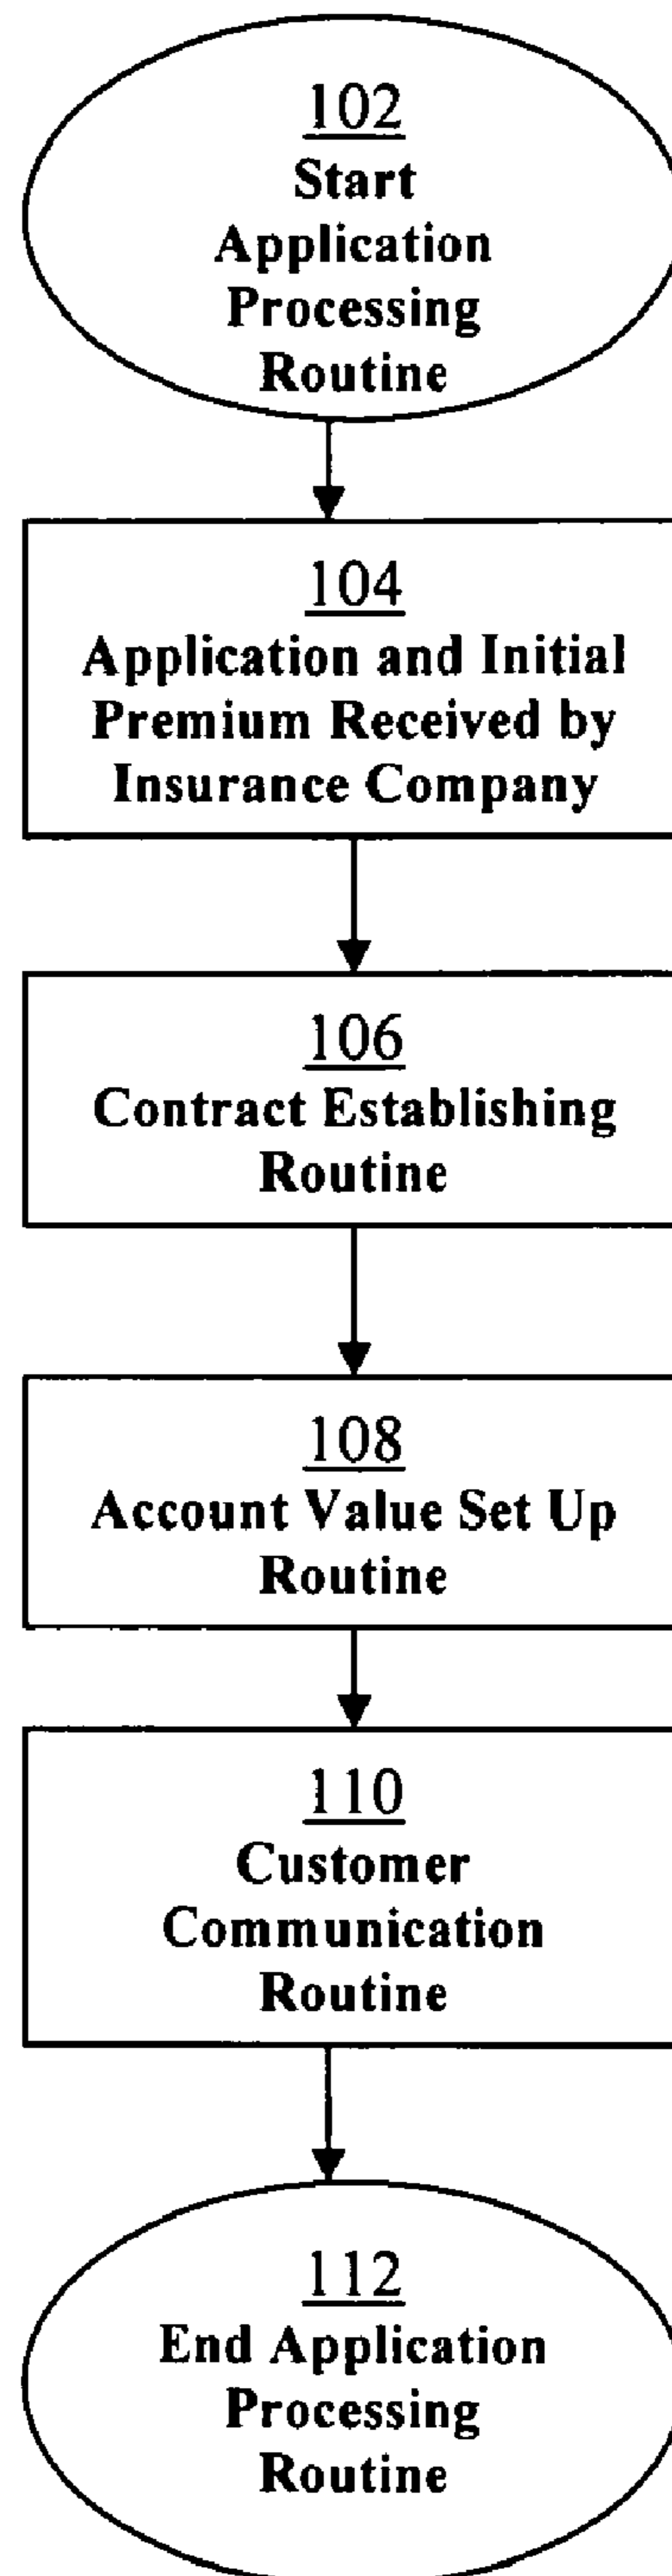 102
Start
Application
Processing
Routine
104
Application and Initial
Premium Received by
Insurance Company
106
Contract Establishing
Routine
108
Account Value Set Up
Routine
110
Customer
Communication
Routine
112
End Application
Processing
Routine